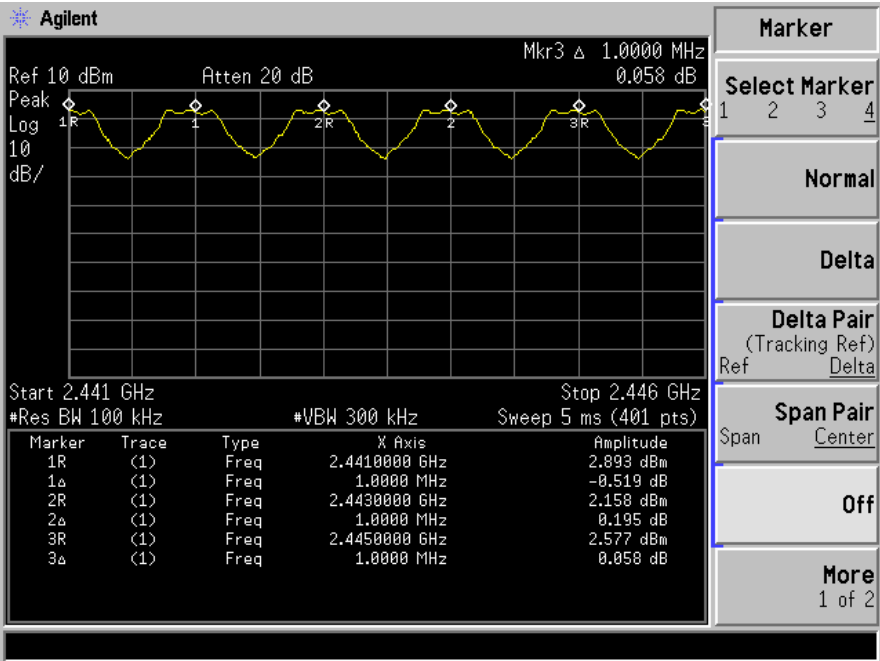 Agilent
Marker
Mkr3 Δ 1.0000 MHz
Ref 10 dBm Atten 20 dB 0.058 dB
Peak
Log
10
dB/
1R 1 2R 2 3R 3
Start 2.441 GHz Stop 2.446 GHz
#Res BW 100 kHz #VBW 300 kHz Sweep 5 ms (401 pts)
Marker Trace Type X Axis Amplitude
1R (1) Freq 2.4410000 GHz 2.893 dBm
1Δ (1) Freq 1.0000 MHz -0.519 dB
2R (1) Freq 2.4430000 GHz 2.158 dBm
2Δ (1) Freq 1.0000 MHz 0.195 dB
3R (1) Freq 2.4450000 GHz 2.577 dBm
3Δ (1) Freq 1.0000 MHz 0.058 dB
Select Marker
1 2 3 4
Normal
Delta
Delta Pair
(Tracking Ref)
Ref Delta
Span Pair
Span Center
Off
More
1 of 2